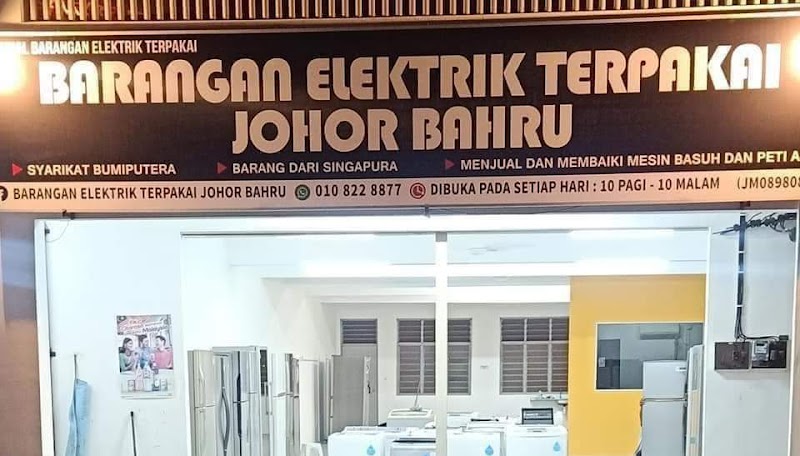 BARANGAN ELEKTRIK TERPAKAI
BARANGAN ELEKTRIK TERPAKAI
JOHOR BAHRU
SYARIKAT BUMIPUTERA BARANG DARI SINGAPURA MENJUAL DAN MEMBAIKI MESIN BASUH DAN PETI A
BARANGAN ELEKTRIK TERPAKAI JOHOR BAHRU 010 822 8877 DIBUKA PADA SETIAP HARI : 10 PAGI - 10 MALAM (JM089808